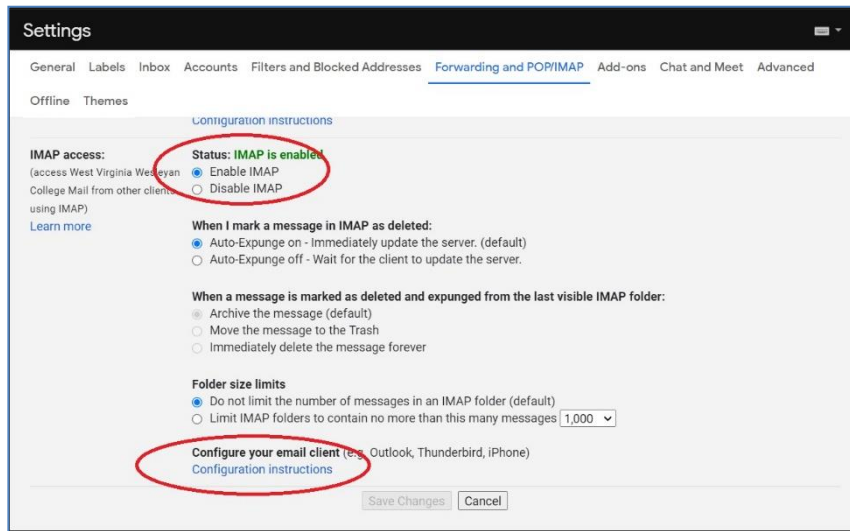 Settings
General Labels Inbox Accounts Filters and Blocked Addresses Forwarding and POP/IMAP Add-ons Chat and Meet Advanced
Offline Themes
Configuration instructions
IMAP access:
(access West Virginia Wesleyan
College Mail from other clients
using IMAP)
Learn more
Status: IMAP is enabled
Enable IMAP
Disable IMAP
When I mark a message in IMAP as deleted:
Auto-Expunge on - Immediately update the server. (default)
Auto-Expunge off - Wait for the client to update the server.
When a message is marked as deleted and expunged from the last visible IMAP folder:
Archive the message (default)
Move the message to the Trash
Immediately delete the message forever
Folder size limits
Do not limit the number of messages in an IMAP folder (default)
Limit IMAP folders to contain no more than this many messages 1,000
Configure your email client (e.g. Outlook, Thunderbird, iPhone)
Configuration instructions
Save Changes Cancel